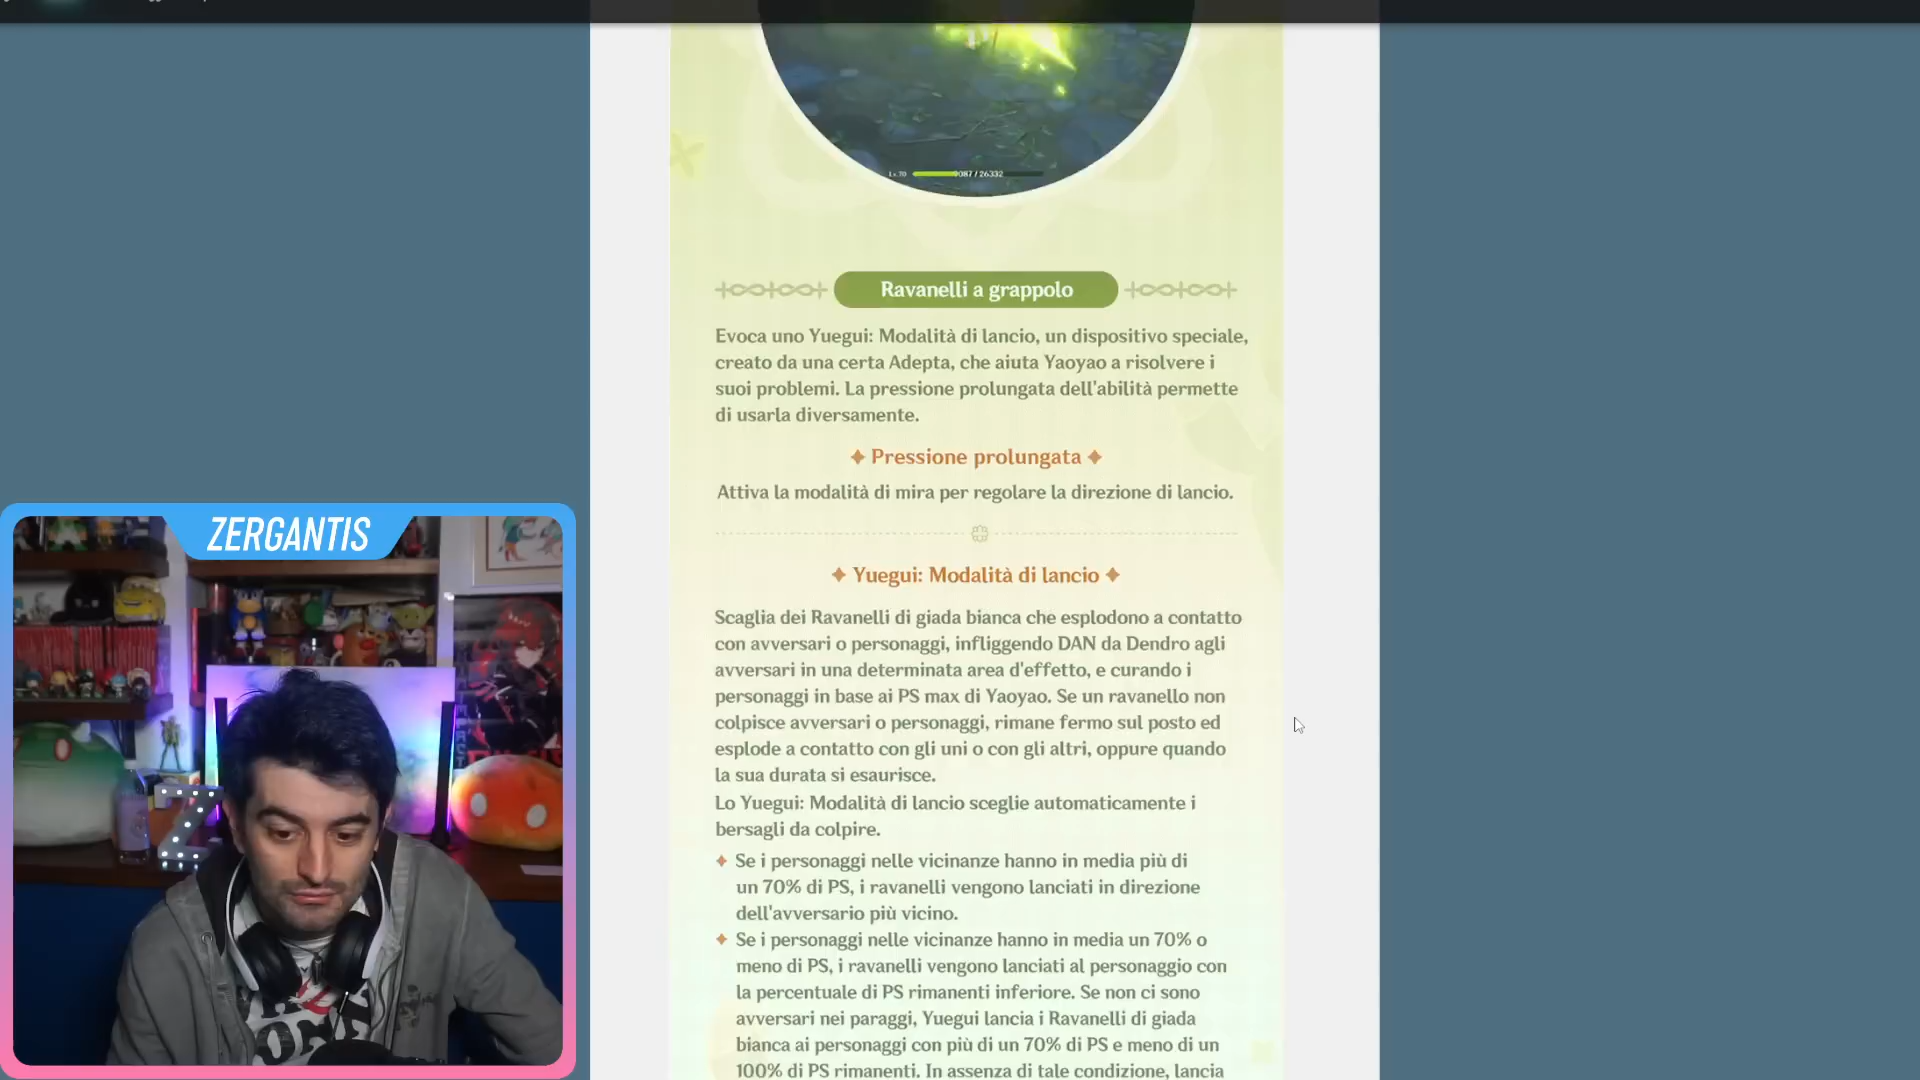 Lv.70
26332
Ravanelli a grappolo
Evoca uno Yuegui: Modalità di lancio, un dispositivo speciale,
creato da una certa Adepta, che aiuta Yaoyao a risolvere i
suoi problemi. La pressione prolungata dell'abilità permette
di usarla diversamente.
Pressione prolungata
Attiva la modalità di mira per regolare la direzione di lancio.
Yuegui: Modalità di lancio
Scaglia dei Ravanelli di giada bianca che esplodono a contatto
con avversari o personaggi, infliggendo DAN da Dendro agli
avversari in una determinata area d'effetto, e curando i
personaggi in base ai PS max di Yaoyao. Se un ravanello non
colpisce avversari o personaggi, rimane fermo sul posto ed
esplode a contatto con gli uni o con gli altri, oppure quando
la sua durata si esaurisce.
Lo Yuegui: Modalità di lancio sceglie automaticamente i
bersagli da colpire.
Se i personaggi nelle vicinanze hanno in media più di
un 70% di PS, i ravanelli vengono lanciati in direzione
dell'avversario più vicino.
Se i personaggi nelle vicinanze hanno in media un 70% o
meno di PS, i ravanelli vengono lanciati al personaggio con
la percentuale di PS rimanenti inferiore. Se non ci sono
avversari nei paraggi, Yuegui lancia i Ravanelli di giada
bianca ai personaggi con più di un 70% di PS e meno di un
100% di PS rimanenti. In assenza di tale condizione, lancia
ZERGANTIS
Z